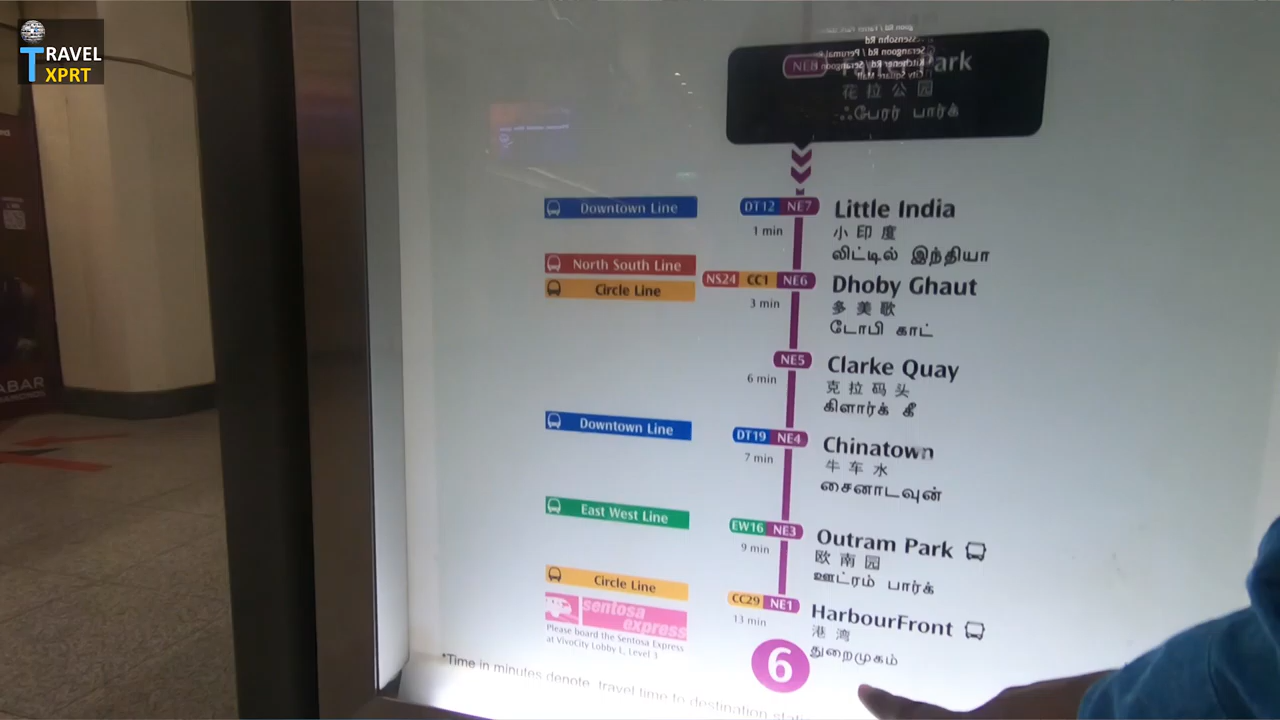 TRAVEL
XPRT
NE8 Park
花拉公园
ஃபேரர் பார்க்
Downtown Line DT12 NE7 Little India
小印度
1 min
லிட்டில் இந்தியா
North South Line
Circle Line
NS24 CC1 NE6 Dhoby Ghaut
3 min
多美歌
டோபி காட்
NE5 Clarke Quay
6 min
克拉码头
கிளார்க் கீ
Downtown Line DT19 NE4 Chinatown
7 min
牛车水
சைனாடவுன்
East West Line EW16 NE3 Outram Park
9 min
欧南园
ஊட்ரம் பார்க்
Circle Line CC29 NE1 HarbourFront
13 min
港湾
துறைமுகம்
sentosa
express
Please board the Sentosa Express
at VivoCity Lobby L, Level 3
6
*Time in minutes denote travel time to destination
ABAR